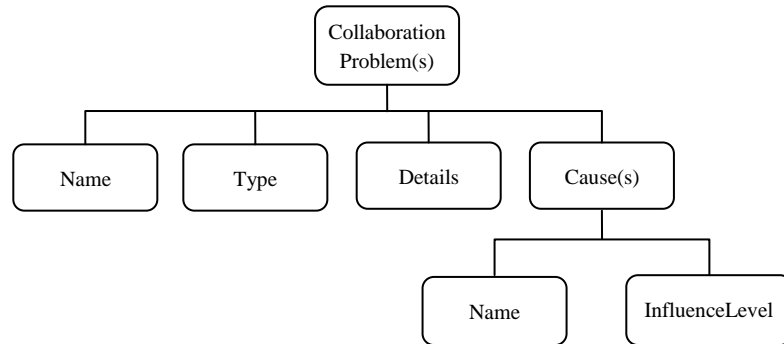 Collaboration
Problem(s)
Name
Type
Details
Cause(s)
Name
InfluenceLevel